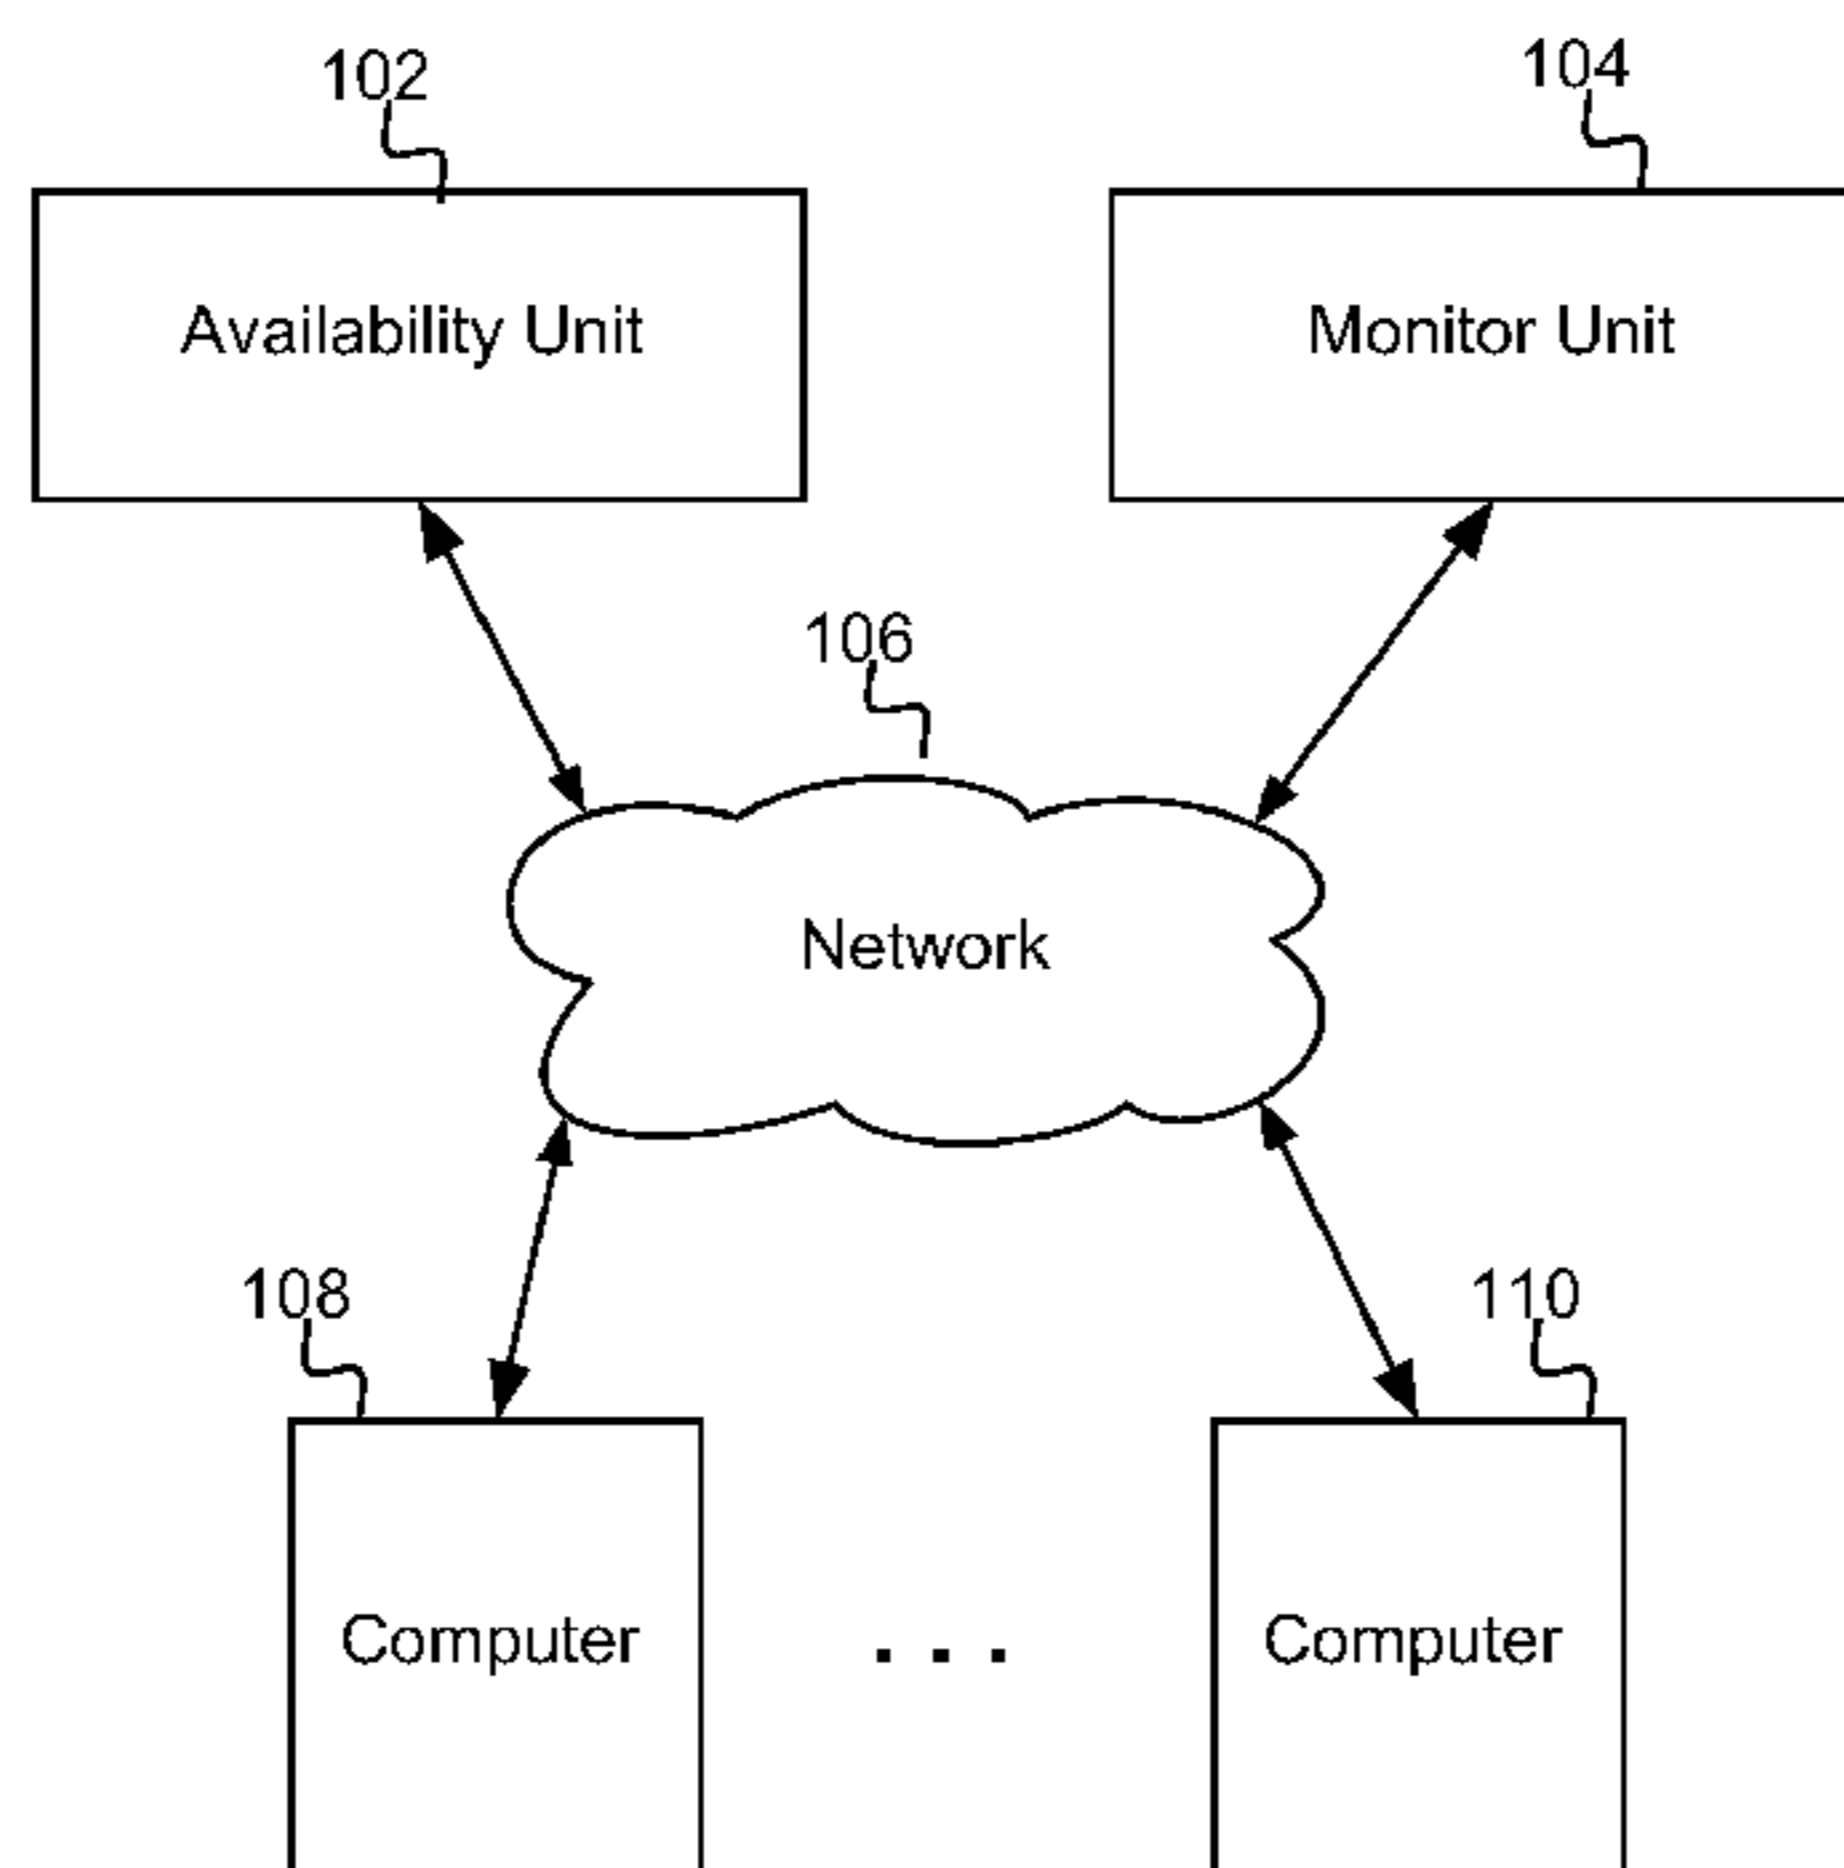 102
104
Availability Unit
Monitor Unit
106
Network
108
110
Computer
. . .
Computer